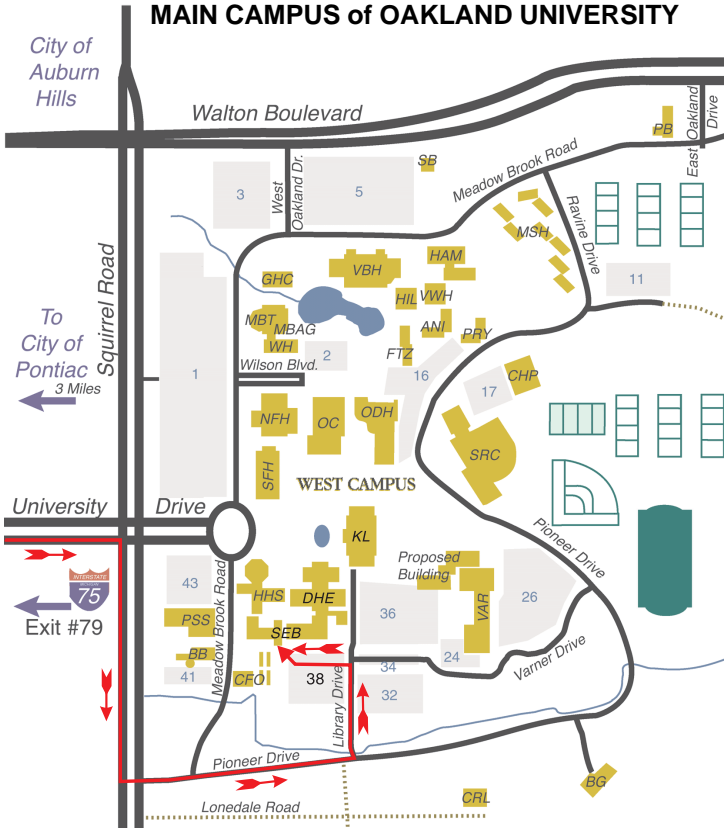 MAIN CAMPUS of OAKLAND UNIVERSITY
City of
Auburn
Hills
Walton Boulevard
PB
East Oakland
Drive
SB
Meadow Brook Road
3
West
Oakland Dr.
5
MSH
Ravine Drive
11
Squirrel Road
GHC
VBH
HAM
HIL
VWH
MBT
MBAG
ANI
PRY
WH
FTZ
2
To
City of
Pontiac
3 Miles
Wilson Blvd.
1
16
17
CHP
NFH
OC
ODH
SRC
SFH
WEST CAMPUS
University
Drive
KL
Pioneer Drive
Proposed
Building
INTERSTATE
MICHIGAN
75
Exit #79
43
HHS
DHE
VAR
26
36
PSS
SEB
Meadow Brook Road
BB
41
CFO
38
34
24
32
Varner Drive
Library Drive
Pioneer Drive
BG
CRL
Lonedale Road